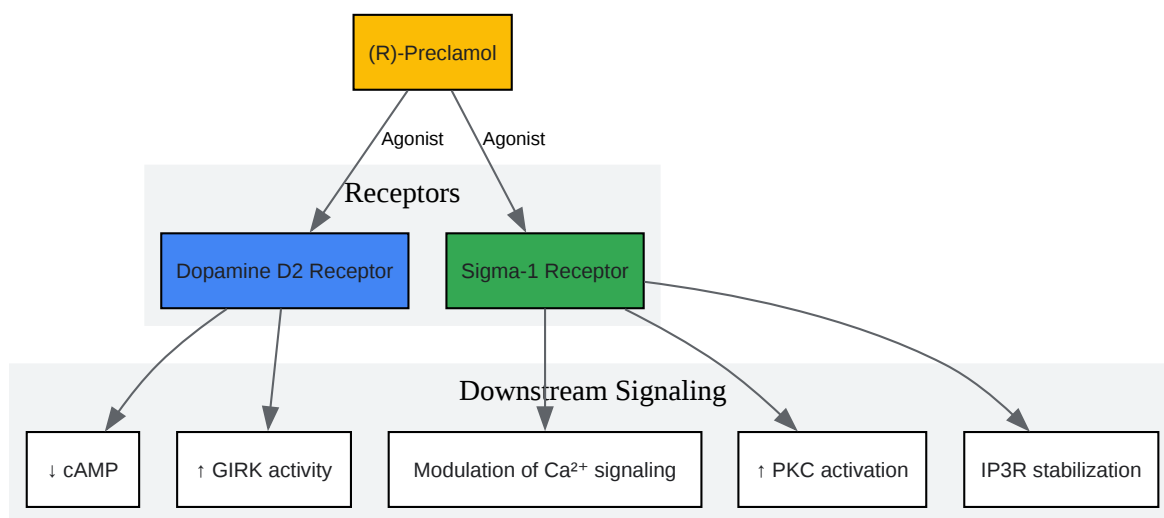 (R)-Preclamol
Agonist
Agonist
Receptors
Dopamine D2 Receptor
Sigma-1 Receptor
Downstream Signaling
↓ cAMP
↑ GIRK activity
Modulation of Ca²⁺ signaling
↑ PKC activation
IP3R stabilization